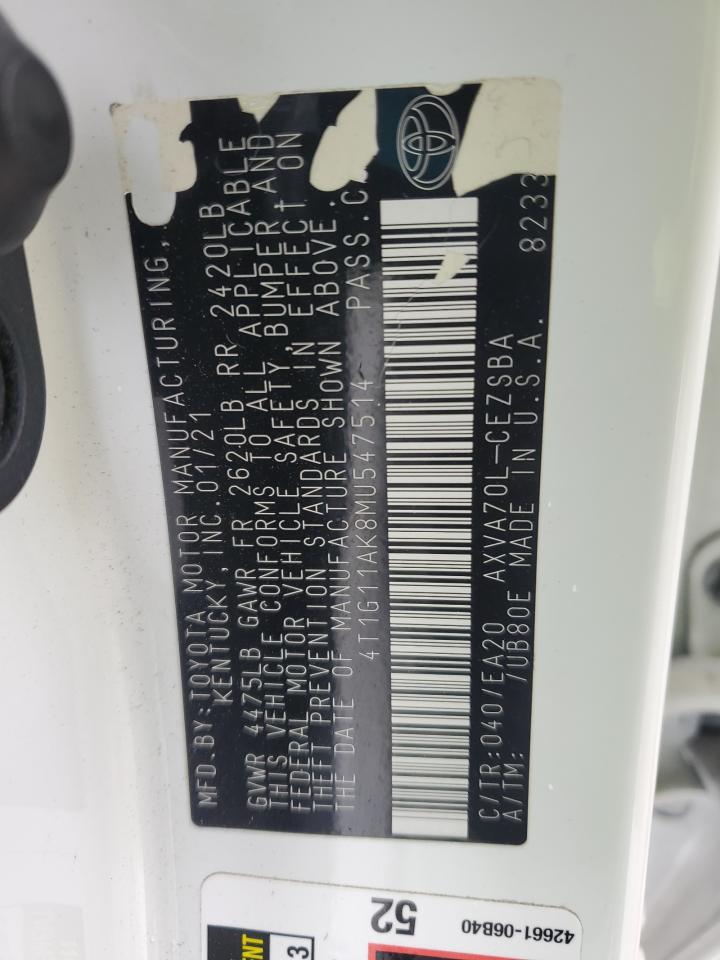 MFD.BY:TOYOTA MOTOR MANUFACTURING,
KENTUCKY, INC. 01/21
GVWR 4475LB GAWR FR 2620LB RR 2420LB
THIS VEHICLE CONFORMS TO ALL APPLICABLE
FEDERAL MOTOR VEHICLE SAFETY, BUMPER, AND
THEFT PREVENTION STANDARDS IN EFFECT ON
THE DATE OF MANUFACTURE SHOWN ABOVE.
4T1G11AK8MU547514 PASS.C
C/TR:040/EA20 AXVA70L-CEZSBA 8233
A/TM: /UB80E MADE IN U.S.A.
52
42661-06B40
3